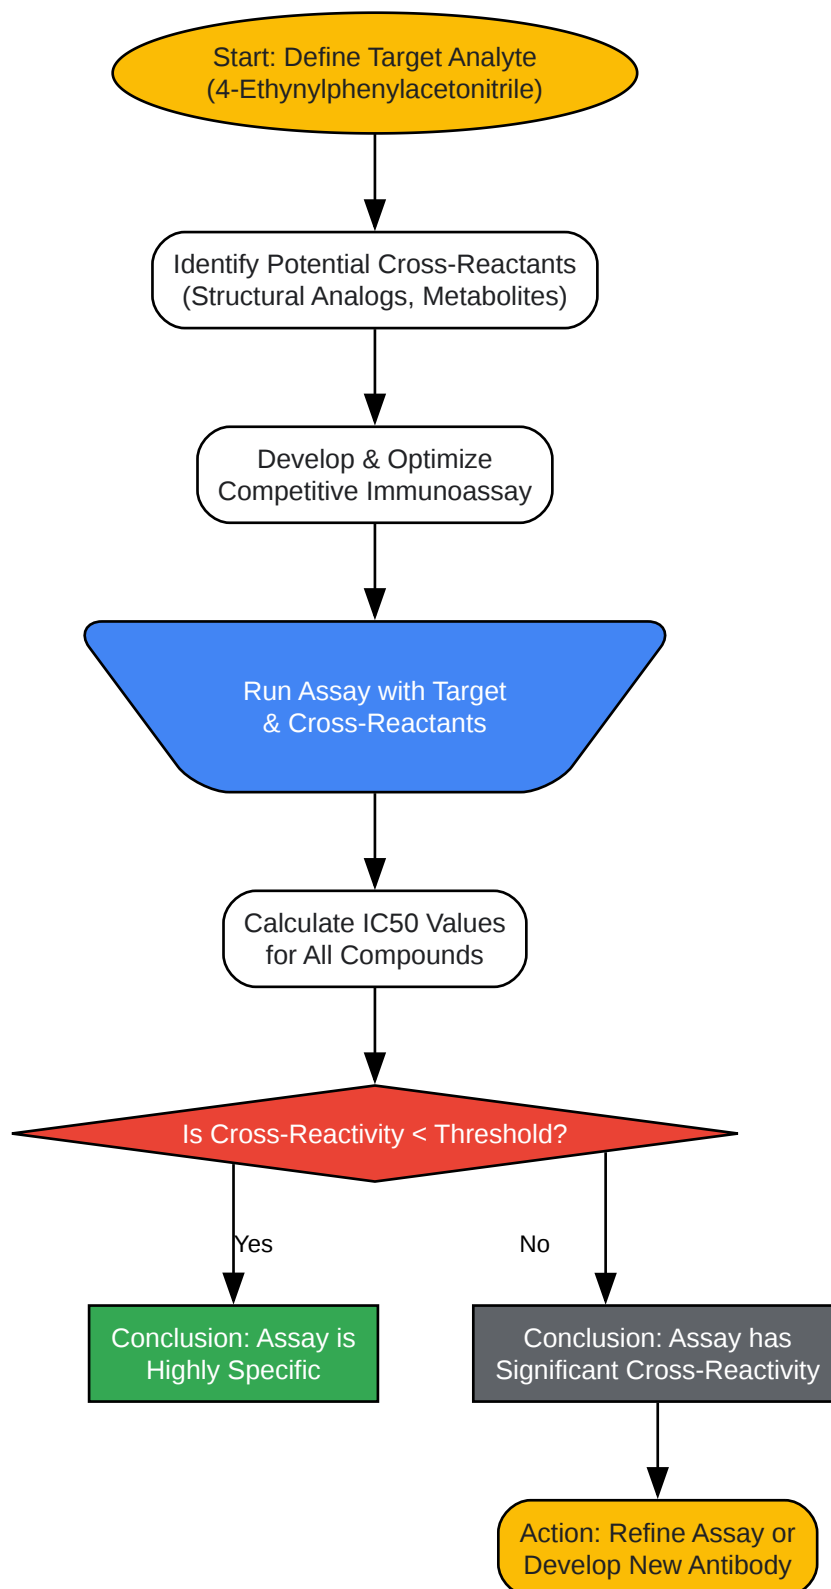 Start: Define Target Analyte
(4-Ethynylphenylacetonitrile)
Identify Potential Cross-Reactants
(Structural Analogs, Metabolites)
Develop & Optimize
Competitive Immunoassay
Run Assay with Target
& Cross-Reactants
Calculate IC50 Values
for All Compounds
Is Cross-Reactivity < Threshold?
Yes
No
Conclusion: Assay is
Highly Specific
Conclusion: Assay has
Significant Cross-Reactivity
Action: Refine Assay or
Develop New Antibody